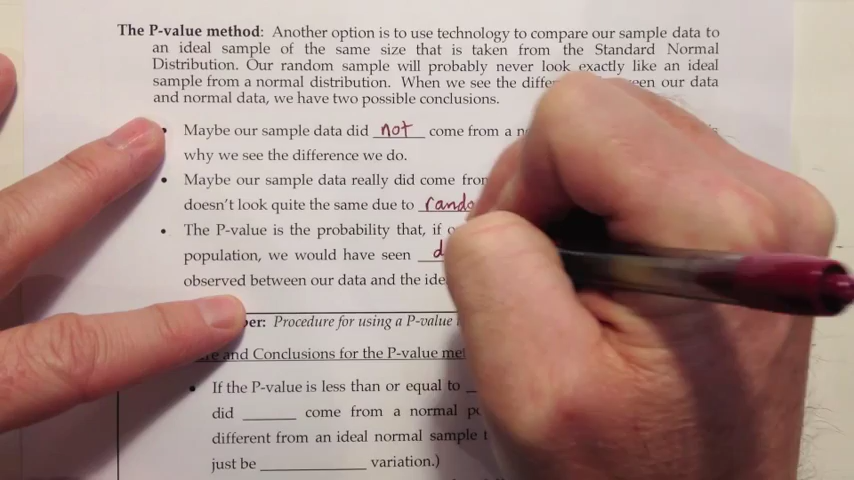 The P-value method: Another option is to use technology to compare our sample data to
an ideal sample of the same size that is taken from the Standard Normal
Distribution. Our random sample will probably never look exactly like an ideal
sample from a normal distribution. When we see the our data
and normal data, we have two possible conclusions.
• Maybe our sample data did not come from a
why we see the difference we do.
• Maybe our sample data really did come
doesn't look quite the same due to
• The P-value is the probability that, if
population, we would have seen
observed between our data and the
Procedure for using a P-value
and Conclusions for the P-value
• If the P-value is less than or equal to
did ______ come from a normal
different from an ideal normal sample
just be ____________ variation.)